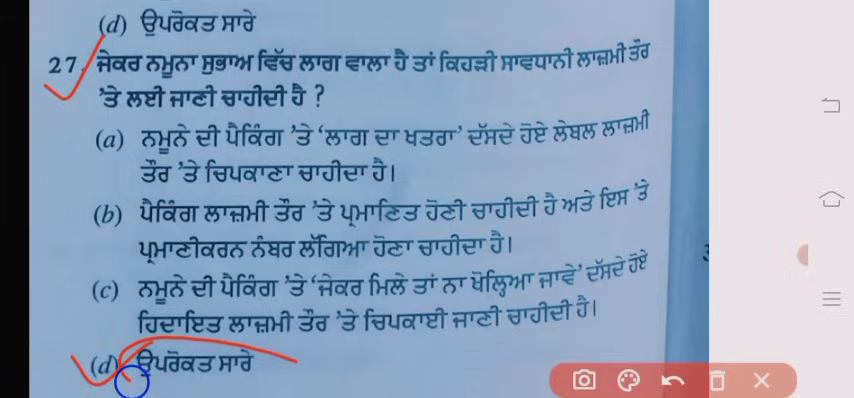 (d) ਉਪਰੋਕਤ ਸਾਰੇ
27. ਜੇਕਰ ਨਮੂਨਾ ਸੁਭਾਅ ਵਿੱਚ ਲਾਗ ਵਾਲਾ ਹੈ ਤਾਂ ਕਿਹੜੀ ਸਾਵਧਾਨੀ ਲਾਜ਼ਮੀ ਤੌਰ
'ਤੇ ਲਈ ਜਾਣੀ ਚਾਹੀਦੀ ਹੈ ?
(a) ਨਮੂਨੇ ਦੀ ਪੈਕਿੰਗ 'ਤੇ 'ਲਾਗ ਦਾ ਖਤਰਾ' ਦੱਸਦੇ ਹੋਏ ਲੇਬਲ ਲਾਜ਼ਮੀ
ਤੌਰ 'ਤੇ ਚਿਪਕਾਣਾ ਚਾਹੀਦਾ ਹੈ।
(b) ਪੈਕਿੰਗ ਲਾਜ਼ਮੀ ਤੌਰ 'ਤੇ ਪ੍ਰਮਾਣਿਤ ਹੋਣੀ ਚਾਹੀਦੀ ਹੈ ਅਤੇ ਇਸ 'ਤੇ
ਪ੍ਰਮਾਣੀਕਰਨ ਨੰਬਰ ਲੱਗਿਆ ਹੋਣਾ ਚਾਹੀਦਾ ਹੈ।
(c) ਨਮੂਨੇ ਦੀ ਪੈਕਿੰਗ 'ਤੇ 'ਜੇਕਰ ਮਿਲੇ ਤਾਂ ਨਾ ਖੋਲ੍ਹਿਆ ਜਾਵੇ' ਦੱਸਦੇ ਹੋਏ
ਹਿਦਾਇਤ ਲਾਜ਼ਮੀ ਤੌਰ 'ਤੇ ਚਿਪਕਾਈ ਜਾਣੀ ਚਾਹੀਦੀ ਹੈ।
(d) ਉਪਰੋਕਤ ਸਾਰੇ